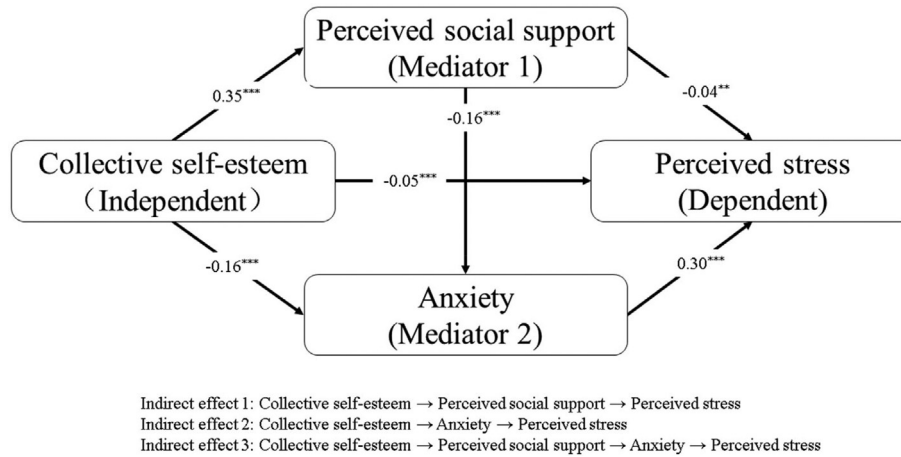 Perceived social support
(Mediator 1)
0.35***
-0.04**
-0.16***
Collective self-esteem
（Independent）
-0.05***
Perceived stress
(Dependent)
-0.16***
0.30***
Anxiety
(Mediator 2)
Indirect effect 1: Collective self-esteem → Perceived social support → Perceived stress
Indirect effect 2: Collective self-esteem → Anxiety → Perceived stress
Indirect effect 3: Collective self-esteem → Perceived social support → Anxiety → Perceived stress